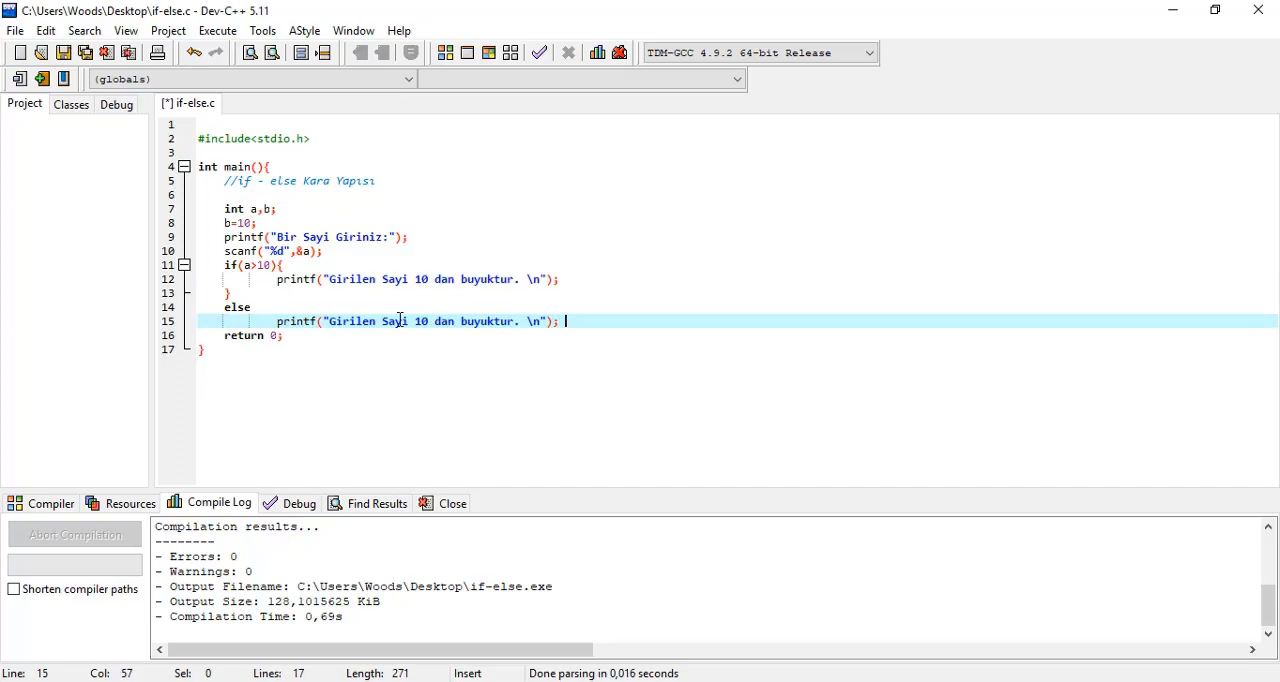 C:\Users\Woods\Desktop\if-else.c - Dev-C++ 5.11
File Edit Search View Project Execute Tools AStyle Window Help
TDM-GCC 4.9.2 64-bit Release
(globals)
Project Classes Debug [*] if-else.c
1
2 #include<stdio.h>
3
4 int main(){
5 //if - else Kara Yapısı
6
7 int a,b;
8 b=10;
9 printf("Bir Sayi Giriniz:");
10 scanf("%d",&a);
11 if(a>10){
12 printf("Girilen Sayi 10 dan buyuktur. \n");
13 }
14 else
15 printf("Girilen Sayi 10 dan buyuktur. \n");
16 return 0;
17 }
Compiler Resources Compile Log Debug Find Results Close
Abort Compilation
Shorten compiler paths
Compilation results...
--------
- Errors: 0
- Warnings: 0
- Output Filename: C:\Users\Woods\Desktop\if-else.exe
- Output Size: 128,1015625 KiB
- Compilation Time: 0,69s
Line: 15 Col: 57 Sel: 0 Lines: 17 Length: 271 Insert Done parsing in 0,016 seconds